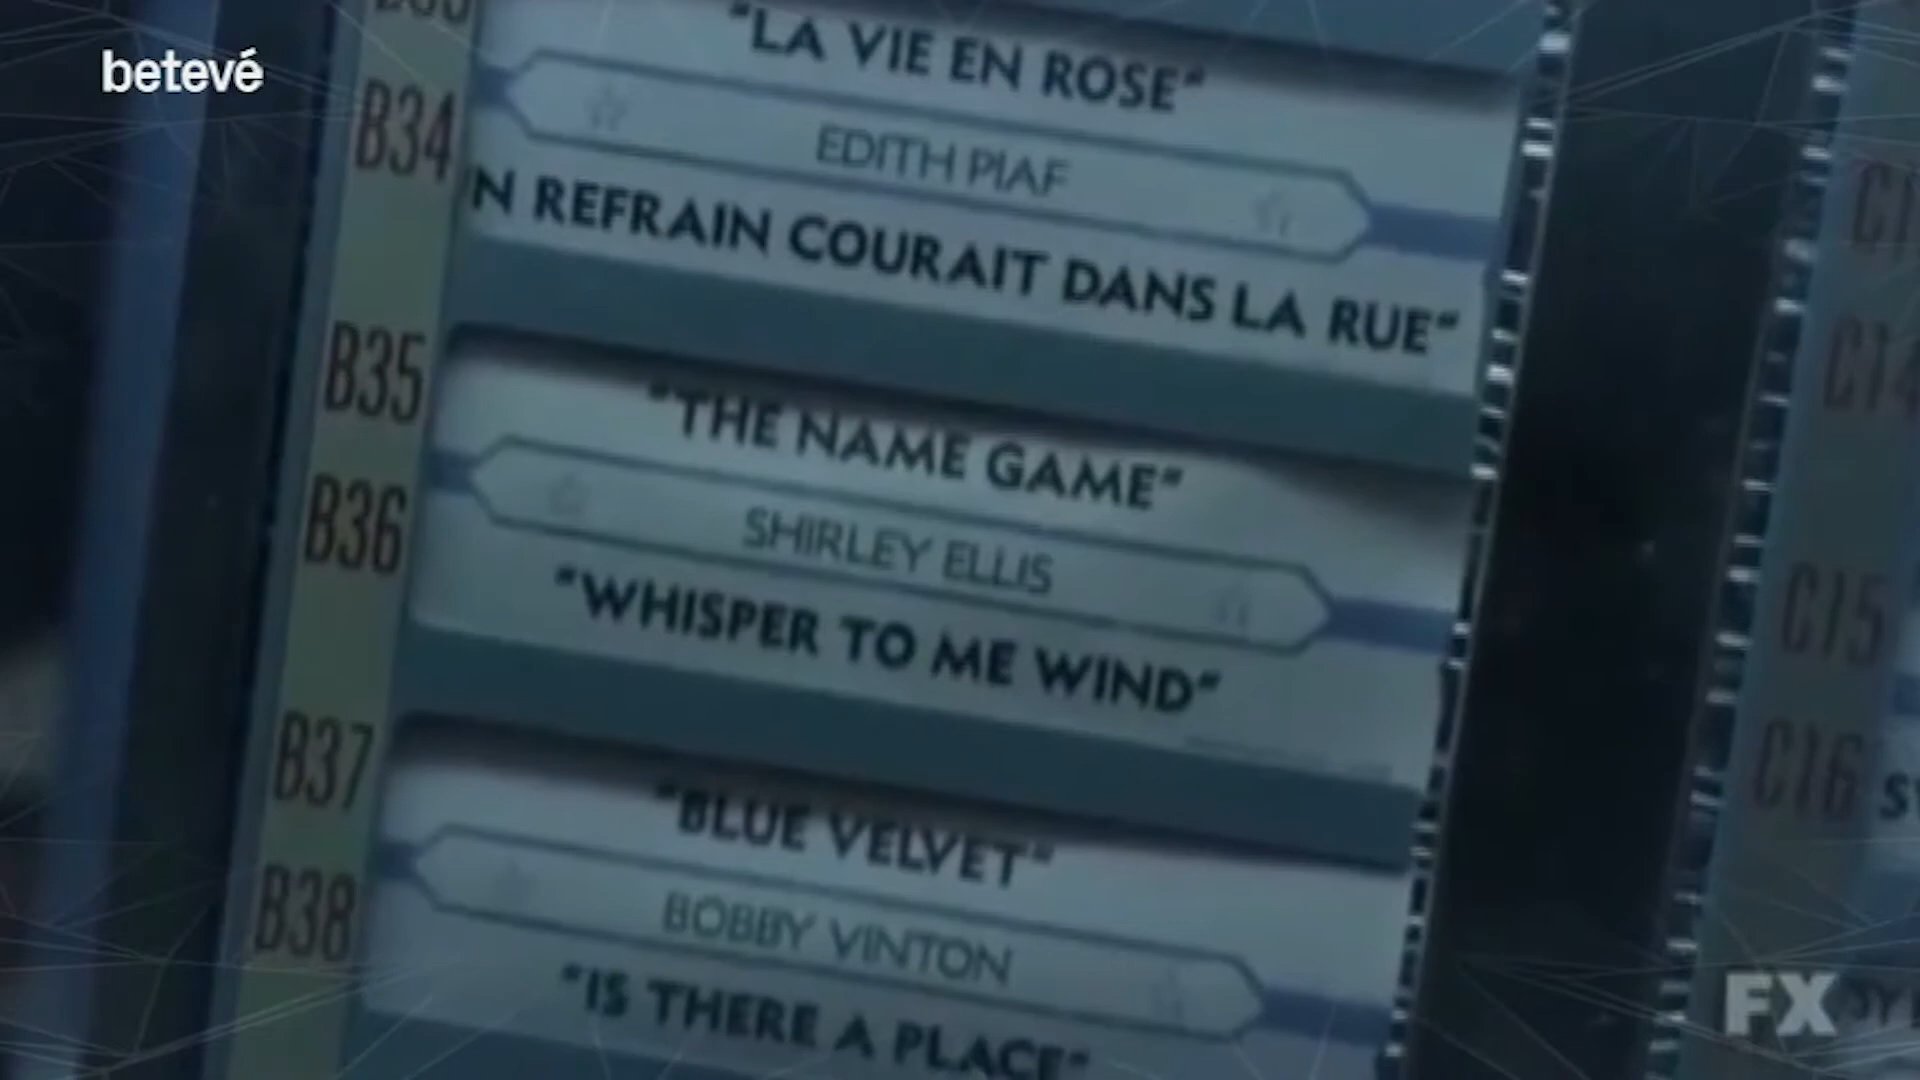 betevé
"LA VIE EN ROSE"
B34
EDITH PIAF
N REFRAIN COURAIT DANS LA RUE"
B35
"THE NAME GAME"
B36
SHIRLEY ELLIS
"WHISPER TO ME WIND"
B37
"BLUE VELVET"
B38
BOBBY VINTON
"IS THERE A PLACE"
C14
C15
C16
FX